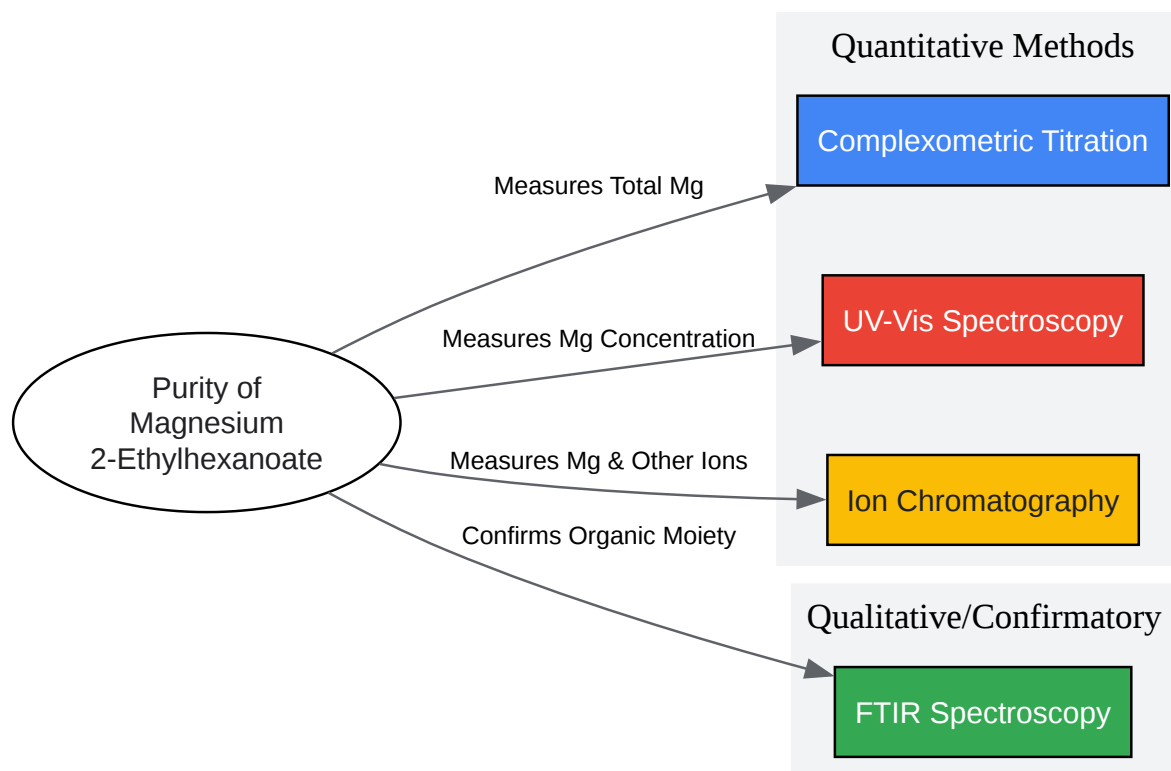 Quantitative Methods
Complexometric Titration
Measures Total Mg
UV-Vis Spectroscopy
Measures Mg Concentration
Purity of
Magnesium
2-Ethylhexanoate
Measures Mg & Other Ions
Ion Chromatography
Confirms Organic Moiety
Qualitative/Confirmatory
FTIR Spectroscopy